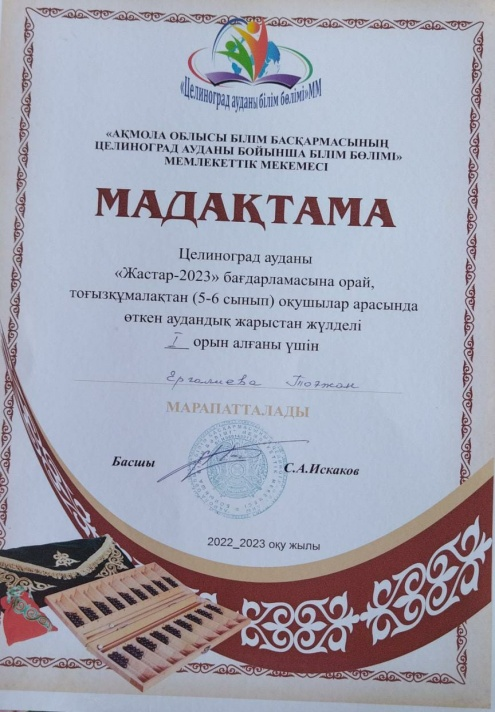 «Целиноград ауданы білім бөлімі»ММ
«АҚМОЛА ОБЛЫСЫ БІЛІМ БАСҚАРМАСЫНЫҢ
ЦЕЛИНОГРАД АУДАНЫ БОЙЫНША БІЛІМ БӨЛІМІ»
МЕМЛЕКЕТТІК МЕКЕМЕСІ
МАДАҚТАМА
Целиноград ауданы
«Жастар-2023» бағдарламасына орай,
тоғызқұмалақтан (5-6 сынып) оқушылар арасында
өткен аудандық жарыстан жүлделі
I орын алғаны үшін
Ергалиева Тоғжан
МАРАПАТТАЛАДЫ
Басшы С.А.Искаков
2022_2023 оқу жылы